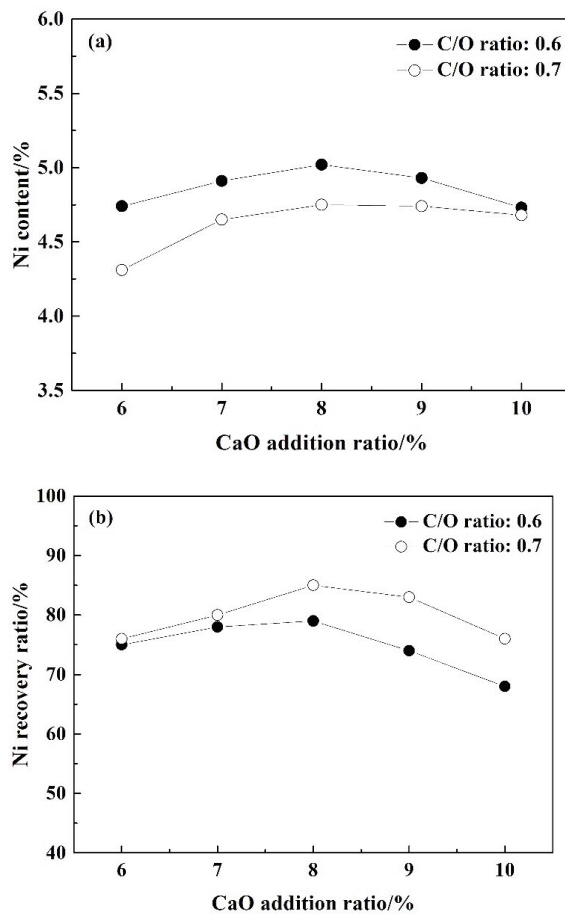 (a)
C/O ratio: 0.6
C/O ratio: 0.7
Ni content/%
6.0
5.5
5.0
4.5
4.0
3.5
6 7 8 9 10
CaO addition ratio/%
(b)
C/O ratio: 0.6
C/O ratio: 0.7
Ni recovery ratio/%
100
90
80
70
60
50
40
6 7 8 9 10
CaO addition ratio/%